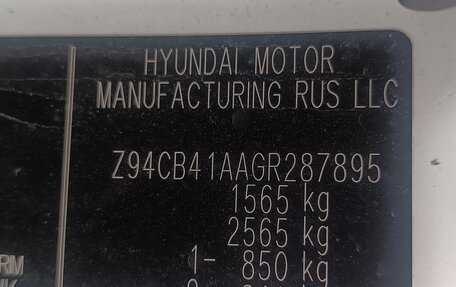 HYUNDAI MOTOR
MANUFACTURING RUS LLC
Z94CB41AAGR287895
1565 kg
2565 kg
1- 850 kg